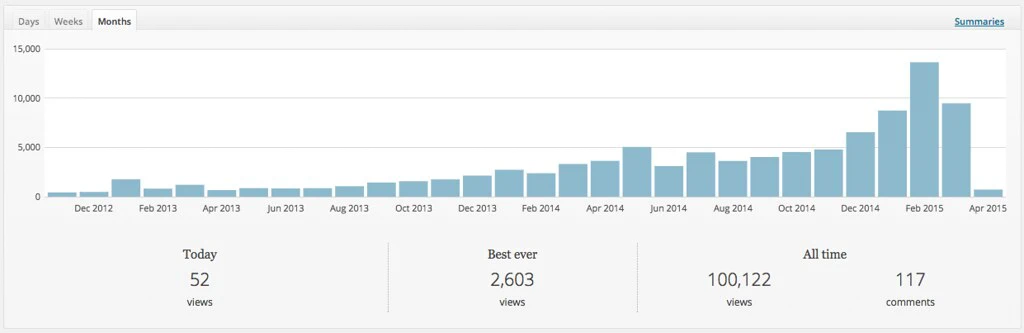 Days Weeks Months Summaries
15,000
10,000
5,000
0
Dec 2012 Feb 2013 Apr 2013 Jun 2013 Aug 2013 Oct 2013 Dec 2013 Feb 2014 Apr 2014 Jun 2014 Aug 2014 Oct 2014 Dec 2014 Feb 2015 Apr 2015
Today Best ever All time
52 2,603 100,122 117
views views views comments